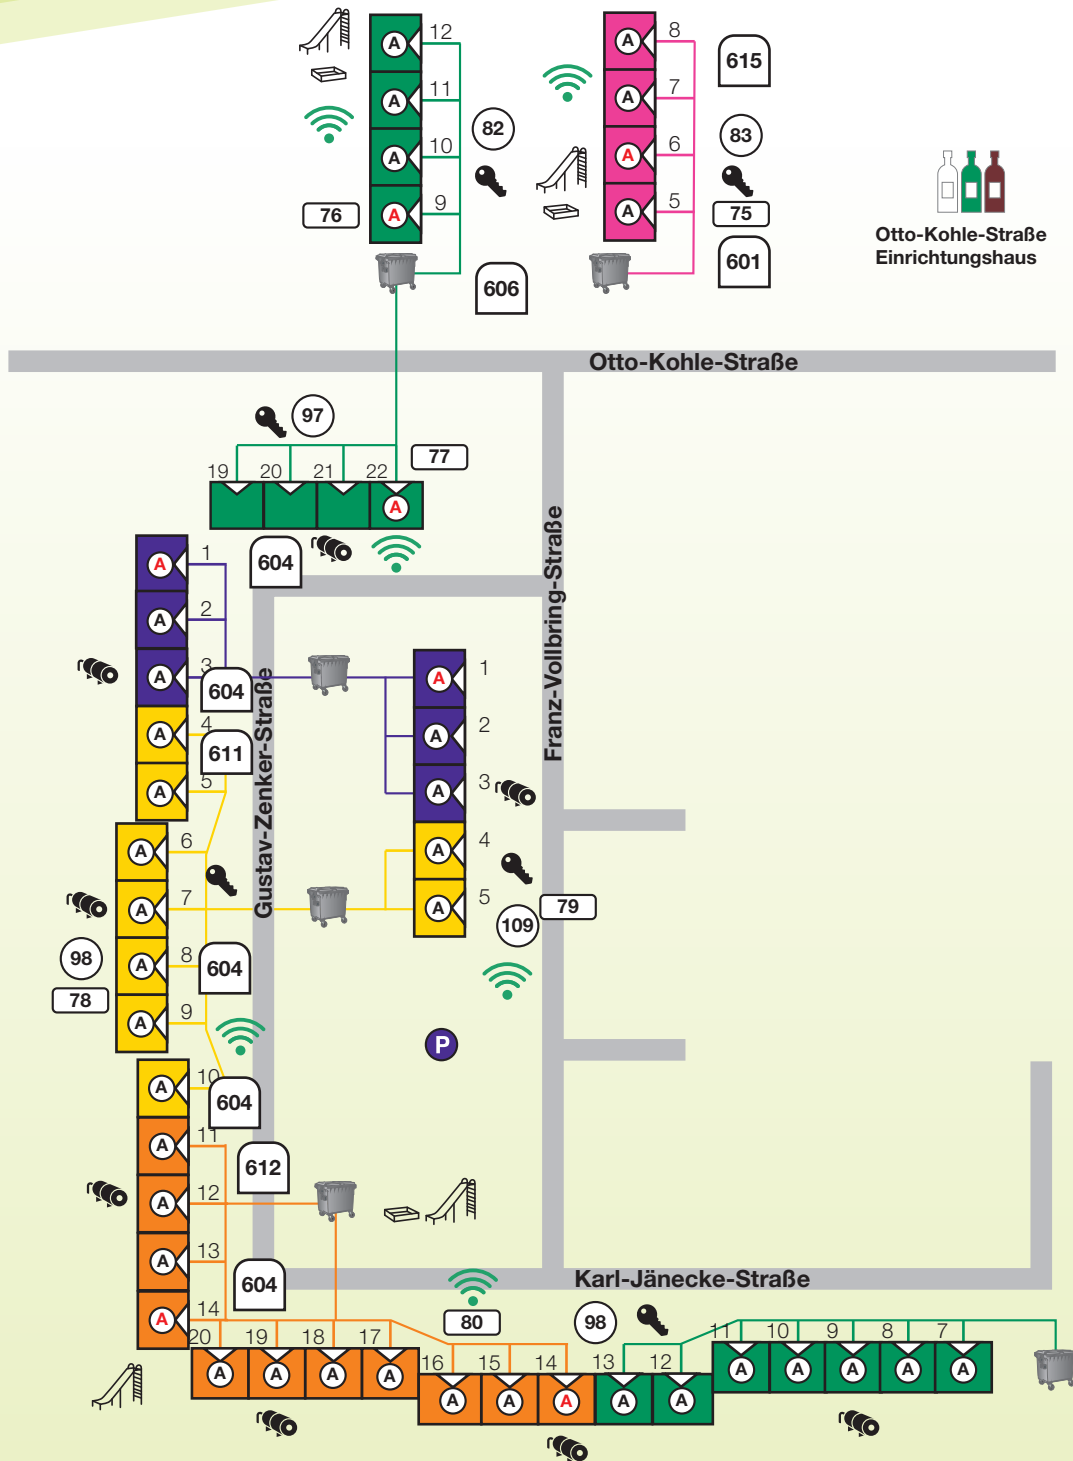 12
A
11
A
10
A
9
A
82
76
606
8
A
7
A
6
A
5
A
615
83
75
601
Otto-Kohle-Straße
Einrichtungshaus
Otto-Kohle-Straße
97
77
19
20
21
22
A
604
Franz-Vollbring-Straße
Gustav-Zenker-Straße
1
A
2
A
3
A
604
4
A
611
5
A
6
A
7
A
8
A
604
9
A
98
78
1
A
2
A
3
A
4
A
5
A
79
109
P
10
A
604
11
A
612
12
A
13
A
604
14
A
Karl-Jänecke-Straße
80
98
20
19
18
17
16
15
14
13
12
11
10
9
8
7
A
A
A
A
A
A
A
A
A
A
A
A
A
A